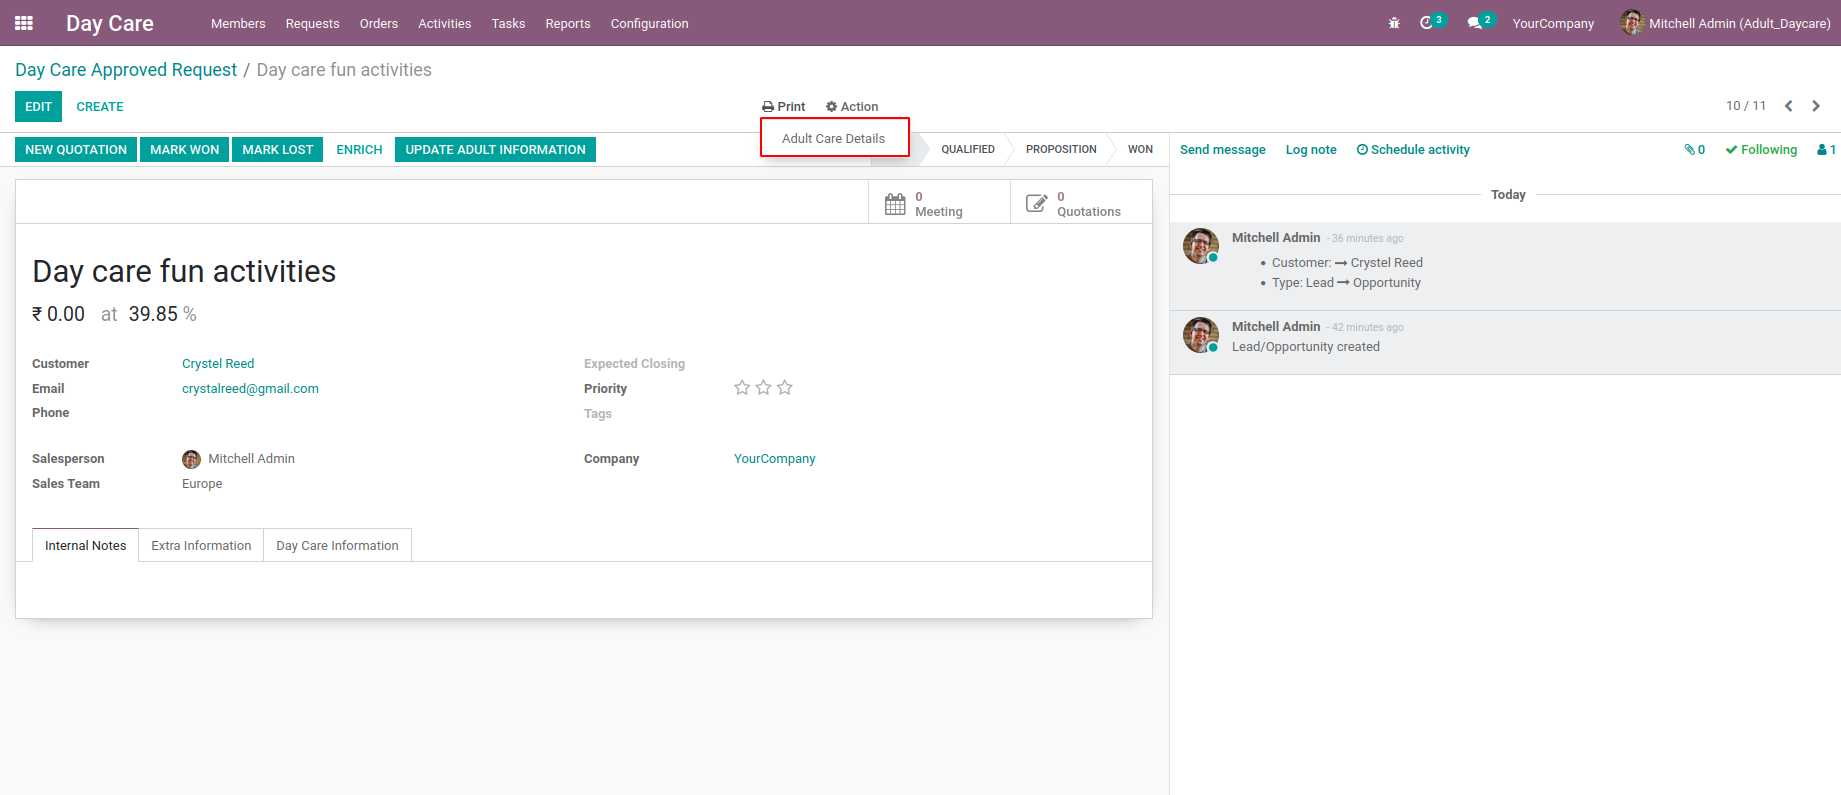 Day Care Members Requests Orders Activities Tasks Reports Configuration 3 2 YourCompany Mitchell Admin (Adult_Daycare)
Day Care Approved Request / Day care fun activities
EDIT CREATE Print Action 10 / 11
Adult Care Details
NEW QUOTATION MARK WON MARK LOST ENRICH UPDATE ADULT INFORMATION QUALIFIED PROPOSITION WON
Send message Log note Schedule activity 0 Following 1
0 Meeting
0 Quotations
Day care fun activities
₹ 0.00 at 39.85 %
Customer Crystel Reed
Email crystalreed@gmail.com
Phone
Expected Closing
Priority
Tags
Salesperson Mitchell Admin
Sales Team Europe
Company YourCompany
Internal Notes Extra Information Day Care Information
Today
Mitchell Admin - 36 minutes ago
• Customer: → Crystel Reed
• Type: Lead → Opportunity
Mitchell Admin - 42 minutes ago
Lead/Opportunity created